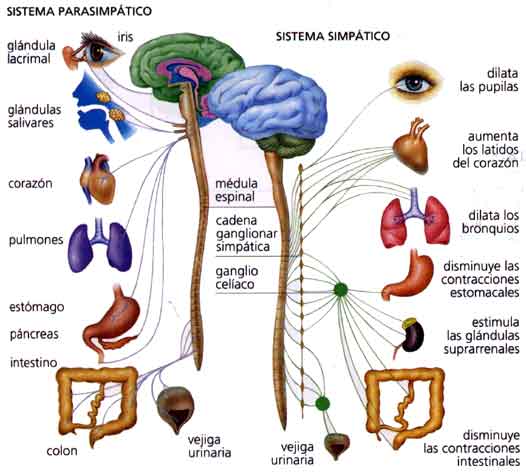 SISTEMA PARASIMPÁTICO
glándula
lacrimal
iris
glándulas
salivares
corazón
pulmones
estómago
páncreas
intestino
colon
vejiga
urinaria
médula
espinal
cadena
ganglionar
simpática
ganglio
celíaco
SISTEMA SIMPÁTICO
dilata
las pupilas
aumenta
los latidos
del corazón
dilata los
bronquios
disminuye las
contracciones
estomacales
estimula
las glándulas
suprarrenales
disminuye
las contracciones
intestinales
vejiga
urinaria